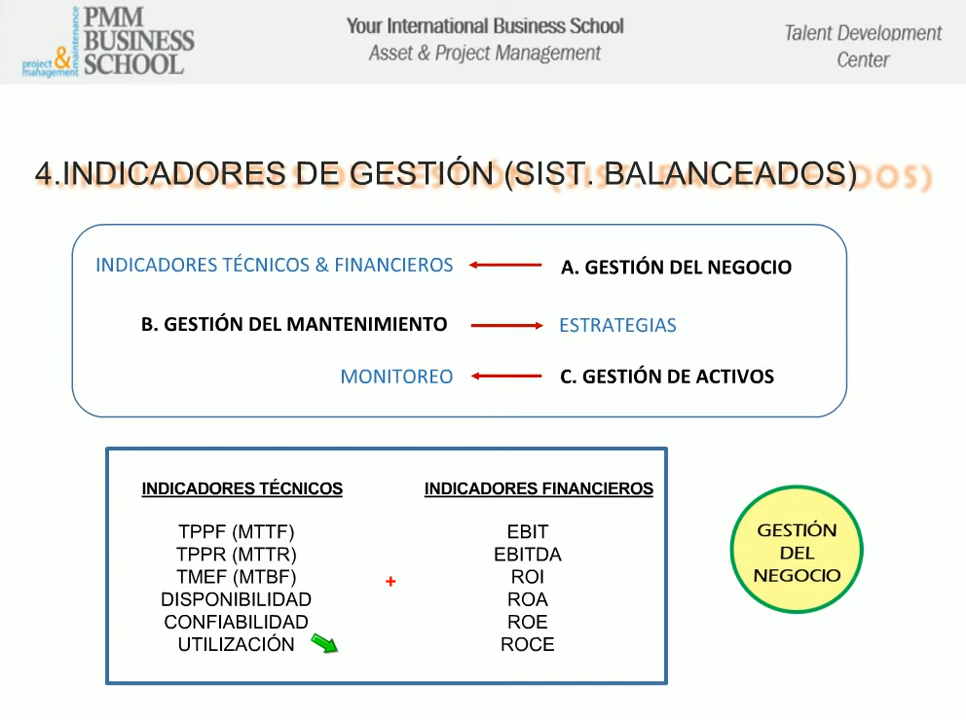 project
& maintenance
management
PMM
BUSINESS
SCHOOL
Your International Business School
Asset & Project Management
Talent Development
Center
4.INDICADORES DE GESTIÓN (SIST. BALANCEADOS)
INDICADORES TÉCNICOS & FINANCIEROS A. GESTIÓN DEL NEGOCIO
B. GESTIÓN DEL MANTENIMIENTO ESTRATEGIAS
MONITOREO C. GESTIÓN DE ACTIVOS
INDICADORES TÉCNICOS
TPPF (MTTF)
TPPR (MTTR)
TMEF (MTBF)
DISPONIBILIDAD
CONFIABILIDAD
UTILIZACIÓN
+
INDICADORES FINANCIEROS
EBIT
EBITDA
ROI
ROA
ROE
ROCE
GESTIÓN
DEL
NEGOCIO